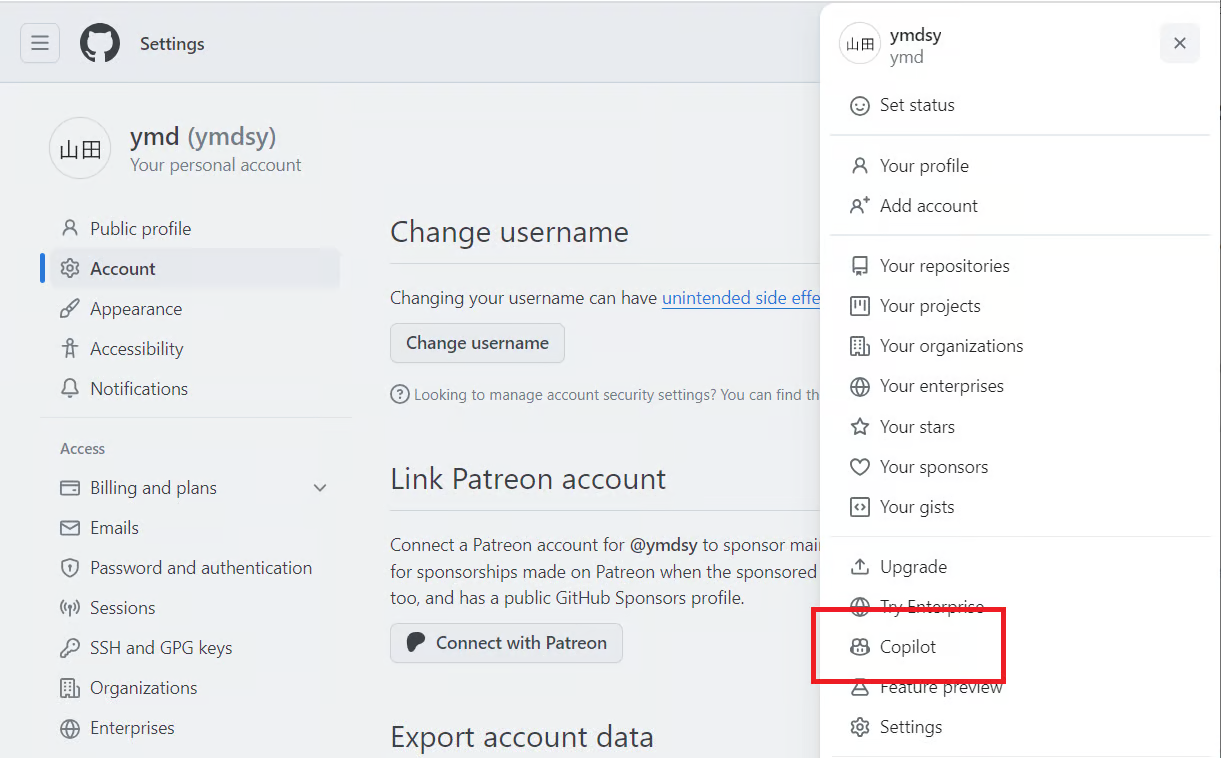 Settings
山田
ymd (ymdsy)
Your personal account
Public profile
Account
Appearance
Accessibility
Notifications
Access
Billing and plans
Emails
Password and authentication
Sessions
SSH and GPG keys
Organizations
Enterprises
Change username
Changing your username can have unintended side effe
Change username
Looking to manage account security settings? You can find th
Link Patreon account
Connect a Patreon account for @ymdsy to sponsor mai
for sponsorships made on Patreon when the sponsored
too, and has a public GitHub Sponsors profile.
Connect with Patreon
Export account data
山田
ymdsy
ymd
Set status
Your profile
Add account
Your repositories
Your projects
Your organizations
Your enterprises
Your stars
Your sponsors
Your gists
Upgrade
Try Enterprise
Copilot
Feature preview
Settings